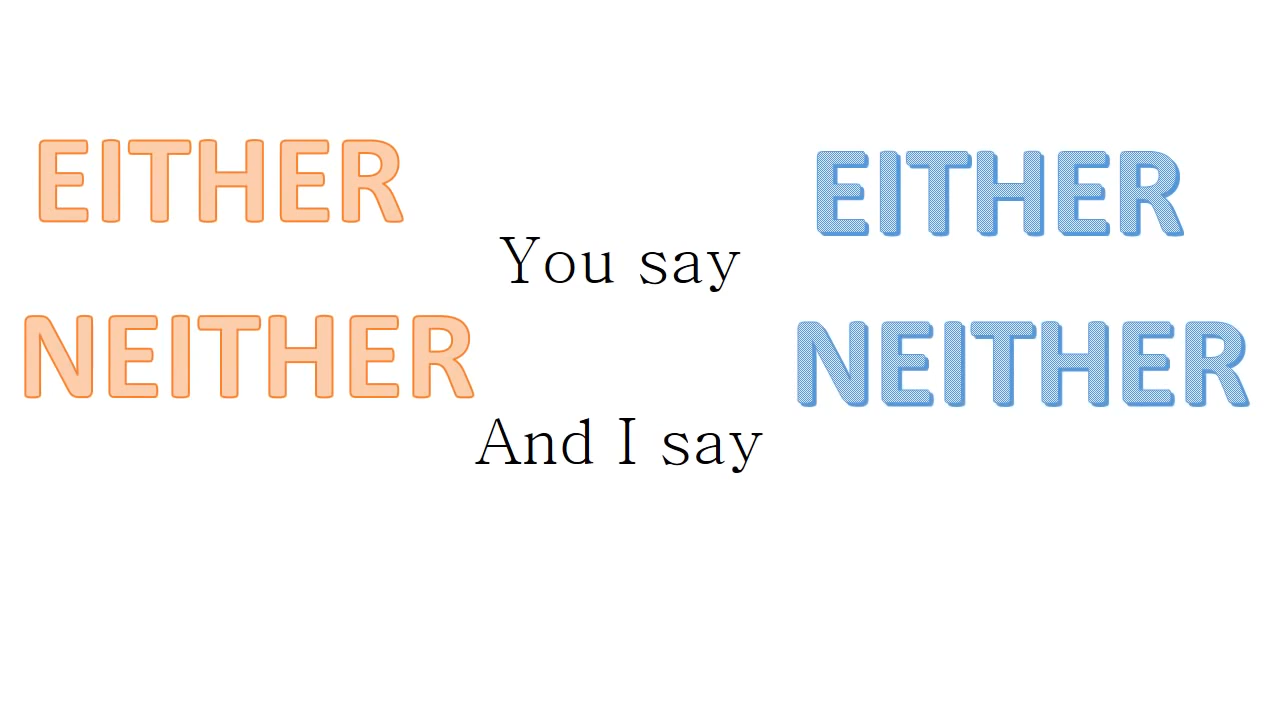 EITHER
EITHER
You say
NEITHER
NEITHER
And I say